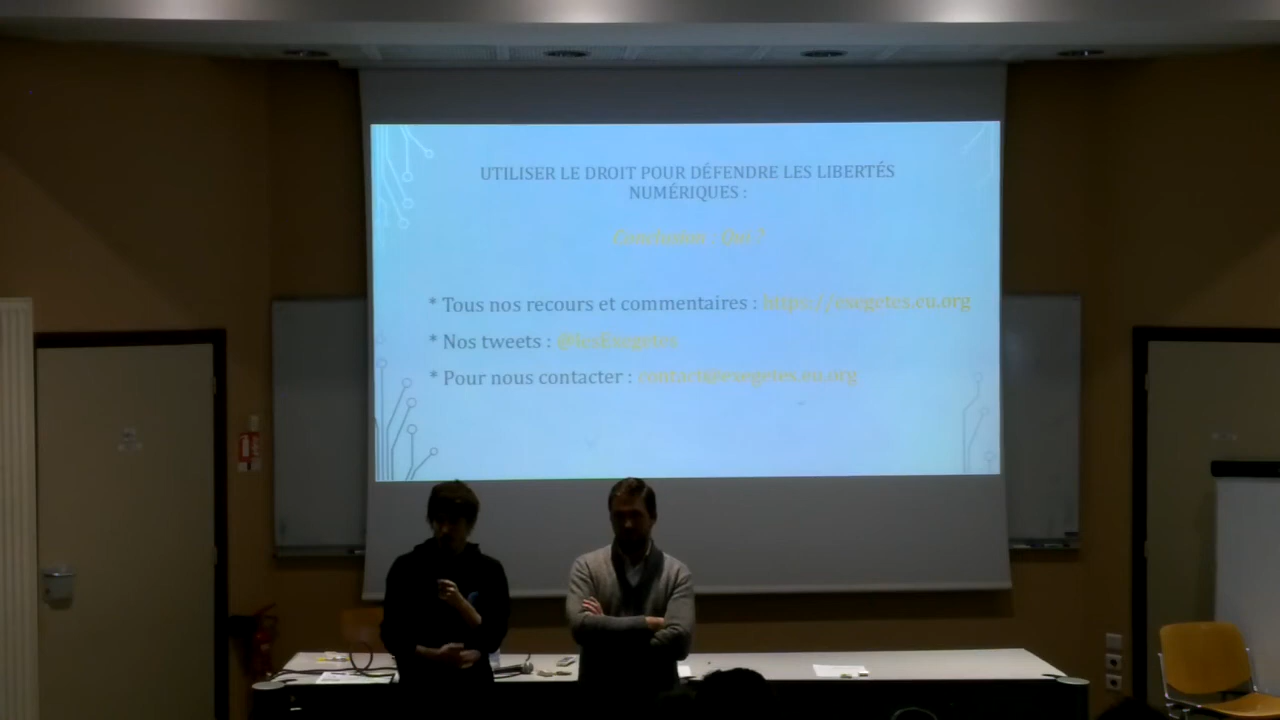 UTILISER LE DROIT POUR DÉFENDRE LES LIBERTÉS
NUMÉRIQUES :
Conclusion : Qui ?
* Tous nos recours et commentaires : https://exegetes.eu.org
* Nos tweets : @lesExegetes
* Pour nous contacter : contact@exegetes.eu.org